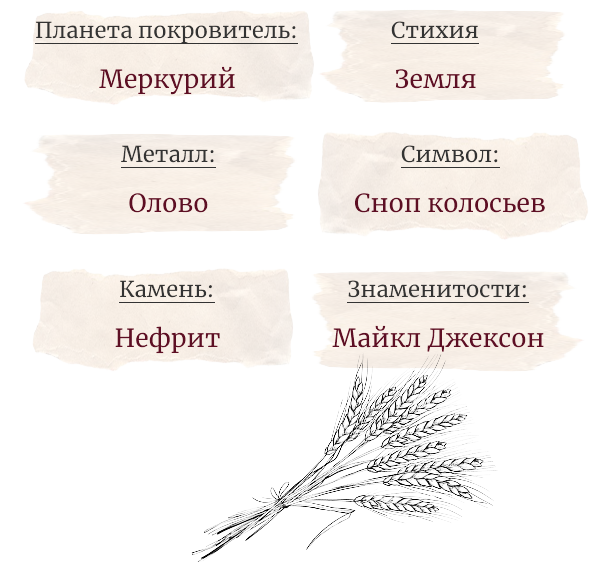 Планета покровитель:
Меркурий
Стихия
Земля
Металл:
Олово
Символ:
Сноп колосьев
Камень:
Нефрит
Знаменитости:
Майкл Джексон